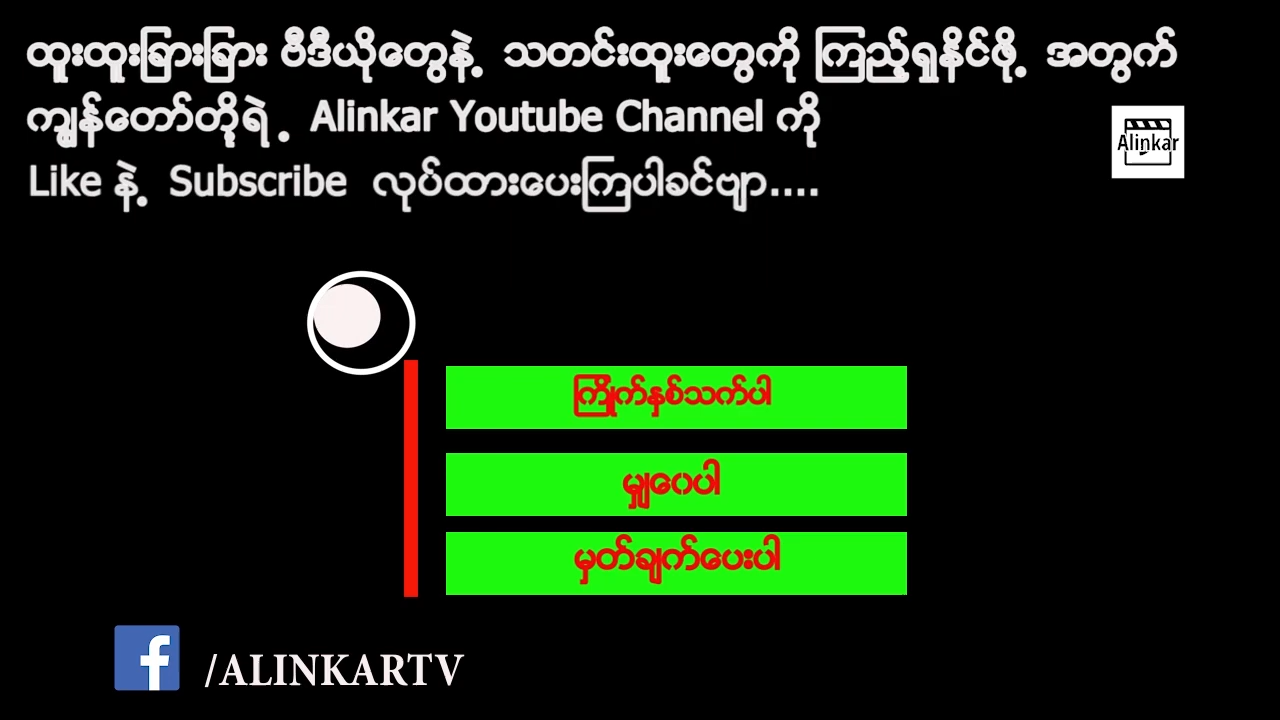 ထူးထူးခြားခြား ဗီဒီယိုတွေနဲ့ သတင်းထူးတွေကို ကြည့်ရှုနိင်ဖို့ အတွက်
ကျွန်တော်တို့ရဲ့ Alinkar Youtube Channel ကို
Alinkar
Like နဲ့ Subscribe လုပ်ထားပေးကြပါခင်ဗျာ....
ကြိုက်နှစ်သက်ပါ
မျှဝေပါ
မှတ်ချက်ပေးပါ
f /ALINKARTV